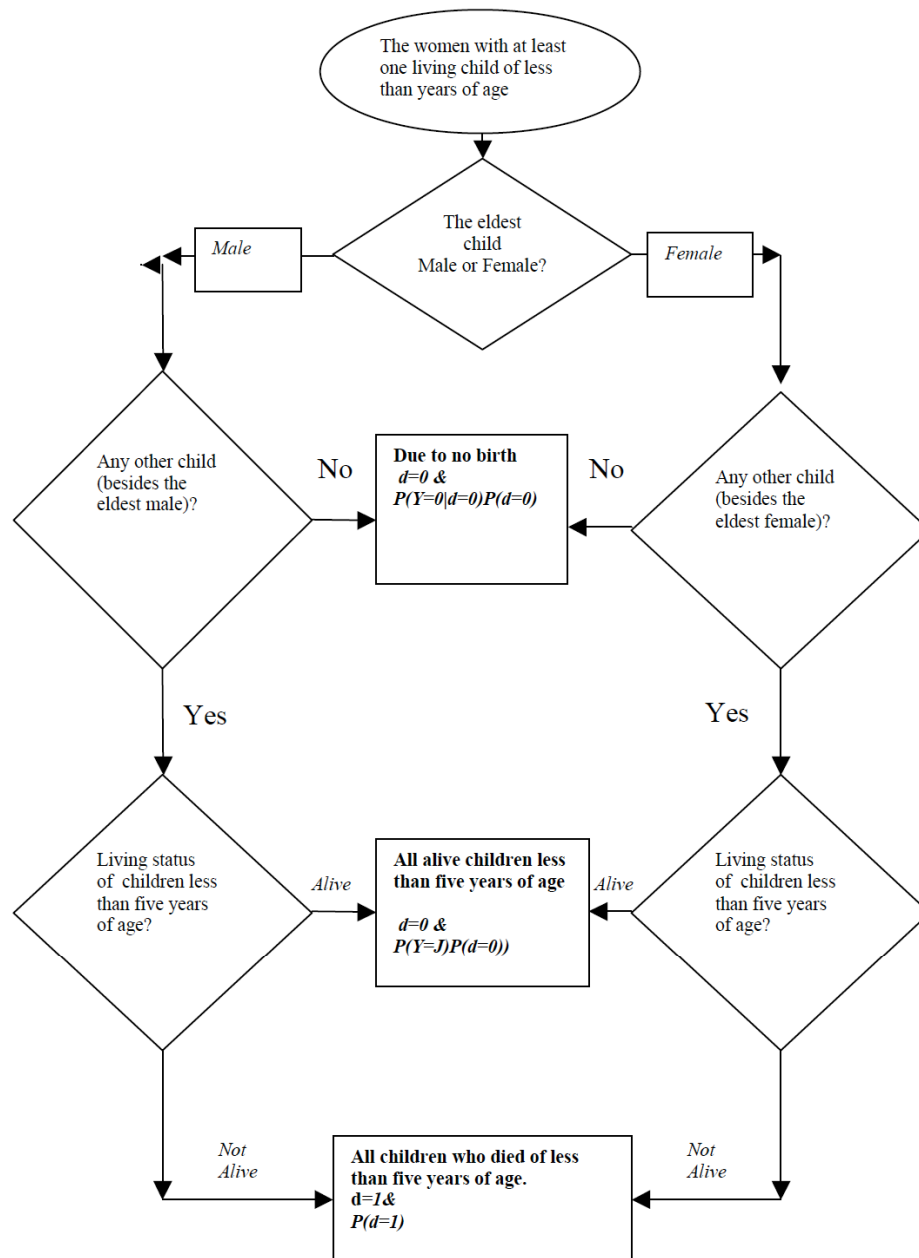 The women with at least
one living child of less
than years of age
The eldest
child
Male or Female?
Male
Female
Any other child
(besides the
eldest male)?
No
Due to no birth
d=0 &
P(Y=0|d=0)P(d=0)
No
Any other child
(besides the
eldest female)?
Yes
Yes
Living status
of children less
than five years
of age?
Alive
All alive children less
than five years of age
d=0 &
P(Y=J)P(d=0))
Alive
Living status
of children less
than five years
of age?
Not
Alive
All children who died of less
than five years of age.
d=1&
P(d=1)
Not
Alive